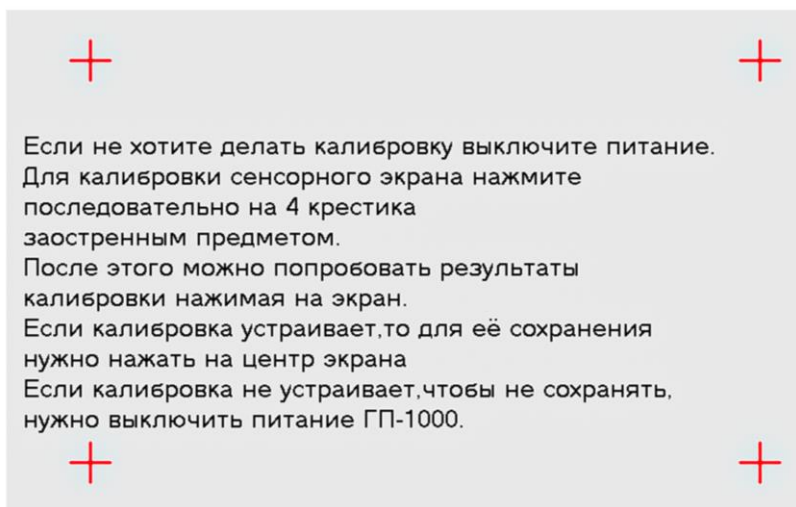 Если не хотите делать калибровку выключите питание.
Для калибровки сенсорного экрана нажмите
последовательно на 4 крестика
заостренным предметом.
После этого можно попробовать результаты
калибровки нажимая на экран.
Если калибровка устраивает,то для её сохранения
нужно нажать на центр экрана
Если калибровка не устраивает,чтобы не сохранять,
нужно выключить питание ГП-1000.